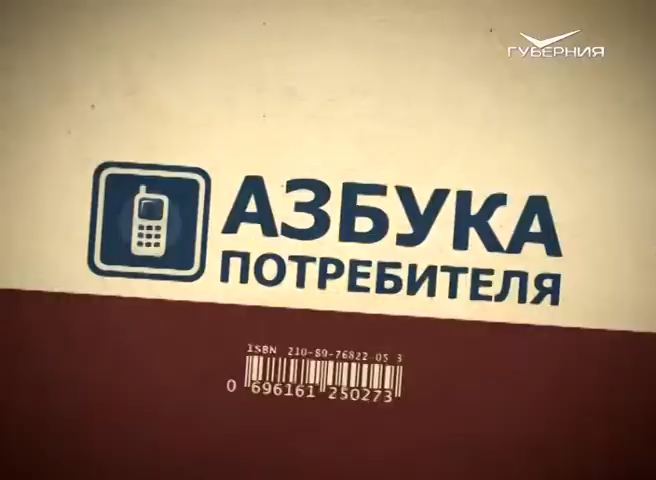 ГУБЕРНИЯ
АЗБУКА
ПОТРЕБИТЕЛЯ
ISBN 210-89-76822-05 3
0 696161 250273